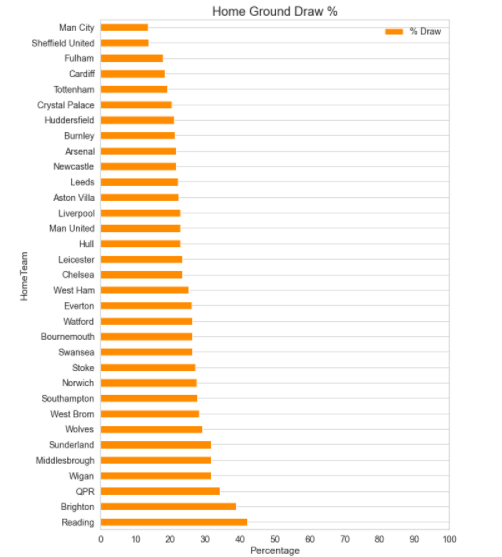 Home Ground Draw %
% Draw
HomeTeam
Man City
Sheffield United
Fulham
Cardiff
Tottenham
Crystal Palace
Huddersfield
Burnley
Arsenal
Newcastle
Leeds
Aston Villa
Liverpool
Man United
Hull
Leicester
Chelsea
West Ham
Everton
Watford
Bournemouth
Swansea
Stoke
Norwich
Southampton
West Brom
Wolves
Sunderland
Middlesbrough
Wigan
QPR
Brighton
Reading
0 10 20 30 40 50 60 70 80 90 100
Percentage